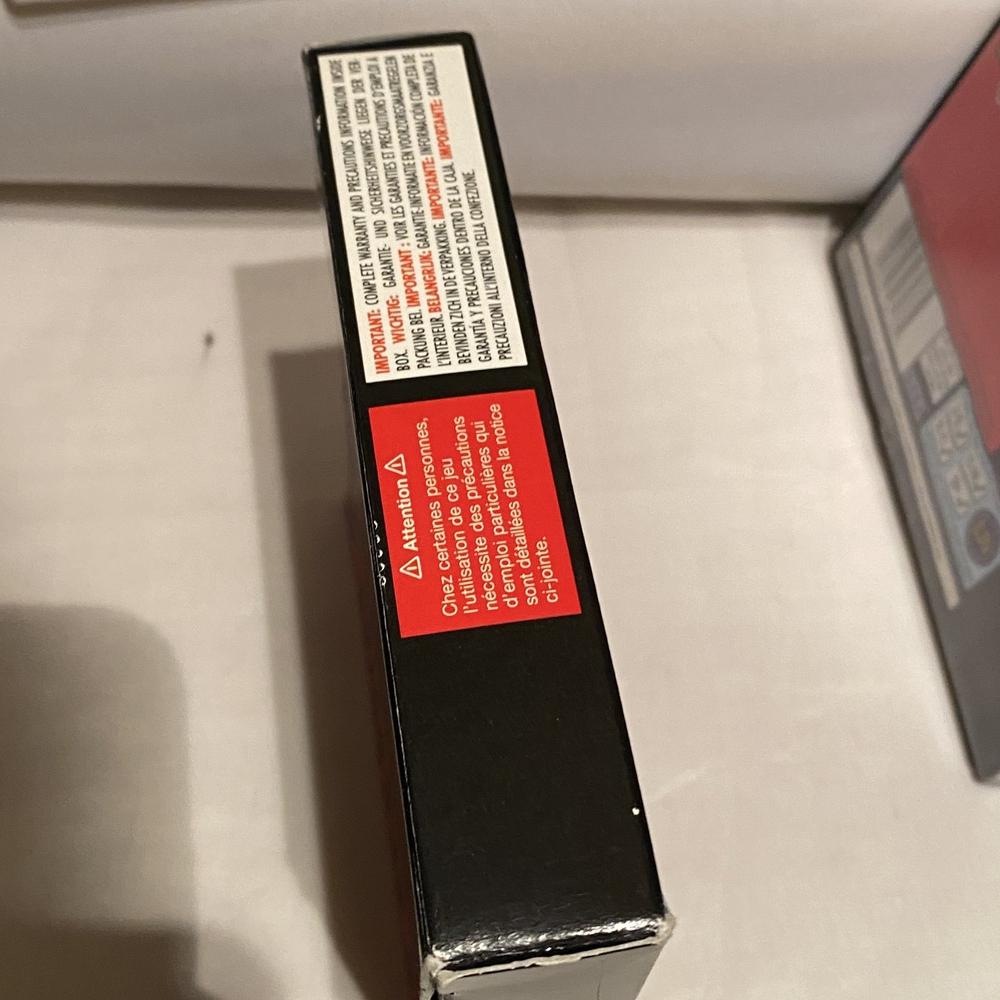 IMPORTANT: COMPLETE WARRANTY AND PRECAUTIONS INFORMATION INSIDE
BOX. WICHTIG: GARANTIE- UND SICHERHEITSHINWEISE LIEGEN DER VER-
PACKUNG BEI. IMPORTANT : VOIR LES GARANTIES ET PRECAUTIONS D'EMPLOI A
L'INTERIEUR. BELANGRIJK: GARANTIE-INFORMATIE EN VOORZORGSMAATREGELEN
BEVINDEN ZICH IN DE VERPAKKING. IMPORTANTE: INFORMACIÓN COMPLETA DE
GARANTÍA Y PRECAUCIONES DENTRO DE LA CAJA. IMPORTANTE: GARANZIA E
PRECAUZIONI ALL'INTERNO DELLA CONFEZIONE.
Attention
Chez certaines personnes,
l'utilisation de ce jeu
nécessite des précautions
d'emploi particulières qui
sont détaillées dans la notice
ci-jointe.